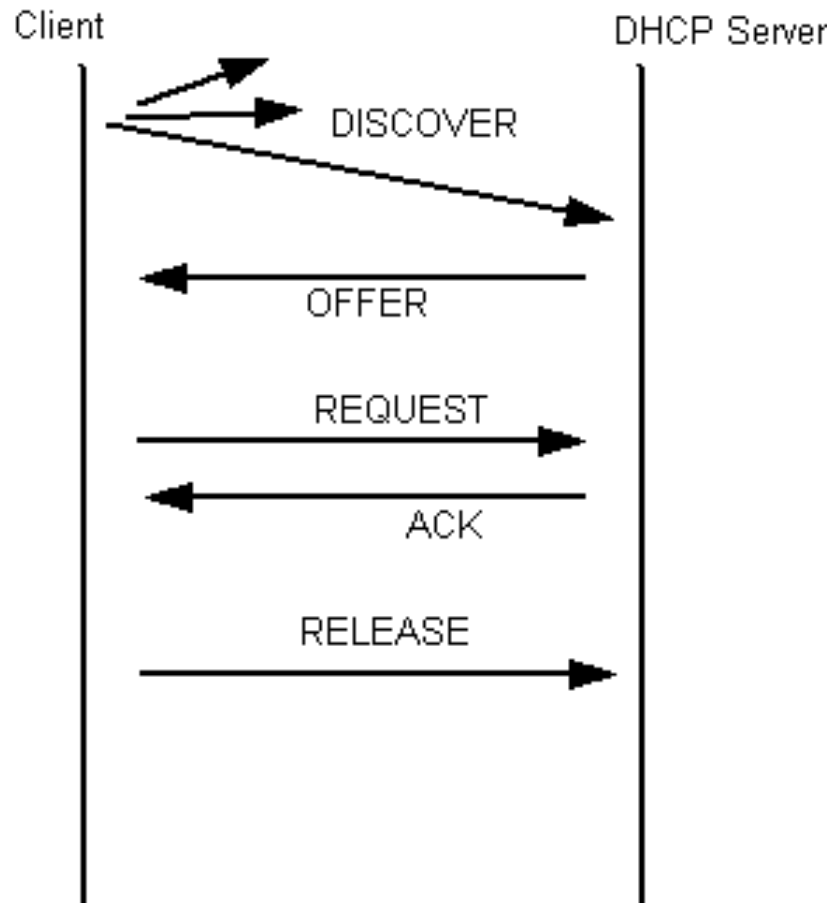 Client
DHCP Server
DISCOVER
OFFER
REQUEST
ACK
RELEASE